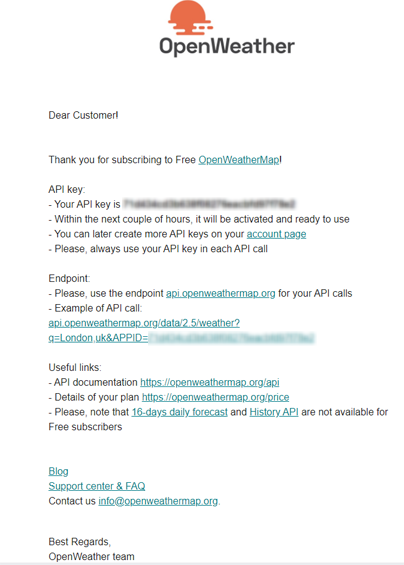 OpenWeather
Dear Customer!
Thank you for subscribing to Free OpenWeatherMap!
API key:
- Your API key is
- Within the next couple of hours, it will be activated and ready to use
- You can later create more API keys on your account page
- Please, always use your API key in each API call
Endpoint:
- Please, use the endpoint api.openweathermap.org for your API calls
- Example of API call:
api.openweathermap.org/data/2.5/weather?
q=London,uk&APPID=
Useful links:
- API documentation https://openweathermap.org/api
- Details of your plan https://openweathermap.org/price
- Please, note that 16-days daily forecast and History API are not available for
Free subscribers
Blog
Support center & FAQ
Contact us info@openweathermap.org.
Best Regards,
OpenWeather team